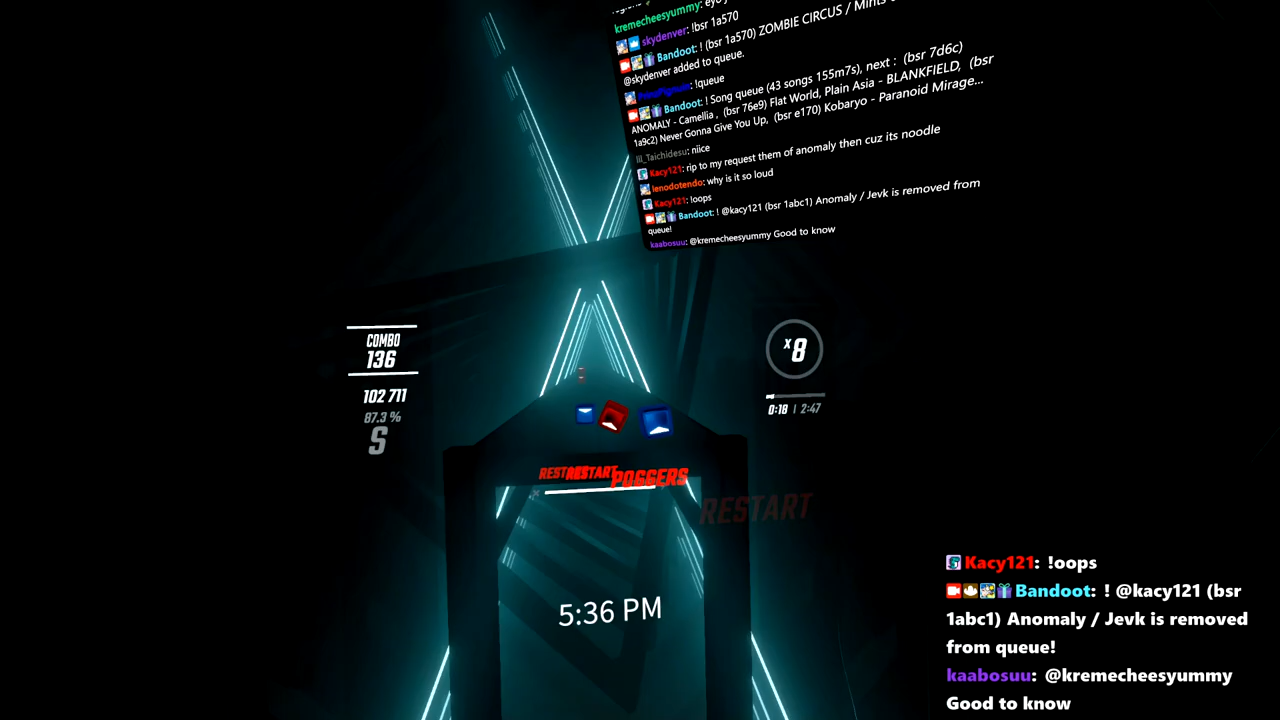 kremecheesyummy: eyo
skydenver: !bsr 1a570
Bandoot: ! (bsr 1a570) ZOMBIE CIRCUS / Mints
@skydenver added to queue.
: !queue
Bandoot: ! Song queue (43 songs 155m7s), next : (bsr 7d6c)
ANOMALY - Camellia , (bsr 76e9) Flat World, Plain Asia - BLANKFIELD, (bsr
1a9c2) Never Gonna Give You Up, (bsr e170) Kobaryo - Paranoid Mirage...
lil_Taichidesu: niice
Kacy121: rip to my request them of anomaly then cuz its noodle
lenodotendo: why is it so loud
Kacy121: !oops
Bandoot: ! @kacy121 (bsr 1abc1) Anomaly / Jevk is removed from
queue!
kaabosuu: @kremecheesyummy Good to know
COMBO
136
102 711
87.3 %
S
x8
0:18 | 2:47
RESTART
POGGERS
RESTART
5:36 PM
Kacy121: !oops
Bandoot: ! @kacy121 (bsr
1abc1) Anomaly / Jevk is removed
from queue!
kaabosuu: @kremecheesyummy
Good to know